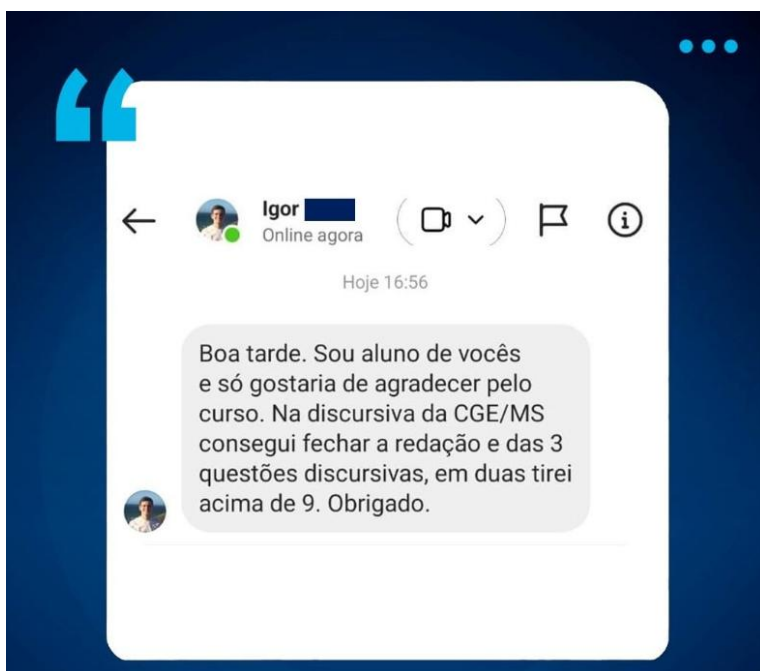 Igor
Online agora
Hoje 16:56
Boa tarde. Sou aluno de vocês
e só gostaria de agradecer pelo
curso. Na discursiva da CGE/MS
consegui fechar a redação e das 3
questões discursivas, em duas tirei
acima de 9. Obrigado.